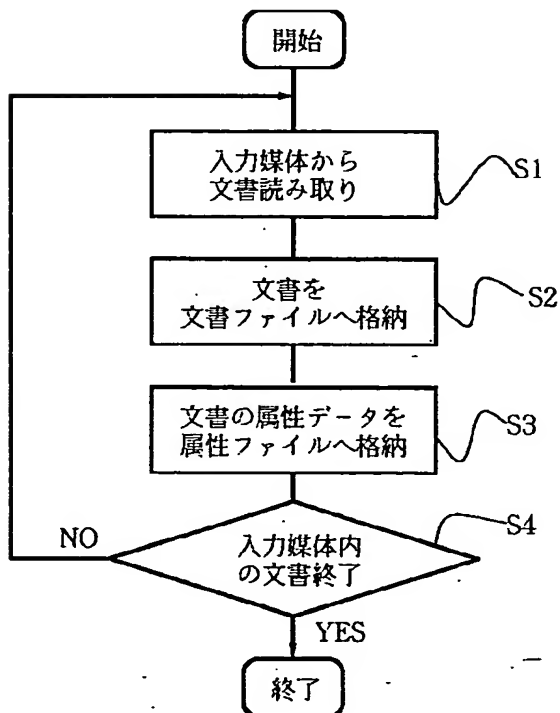 開始
入力媒体から
文書読み取り
S1
文書を
文書ファイルへ格納
S2
文書の属性データを
属性ファイルへ格納
S3
入力媒体内
の文書終了
S4
NO
YES
終了